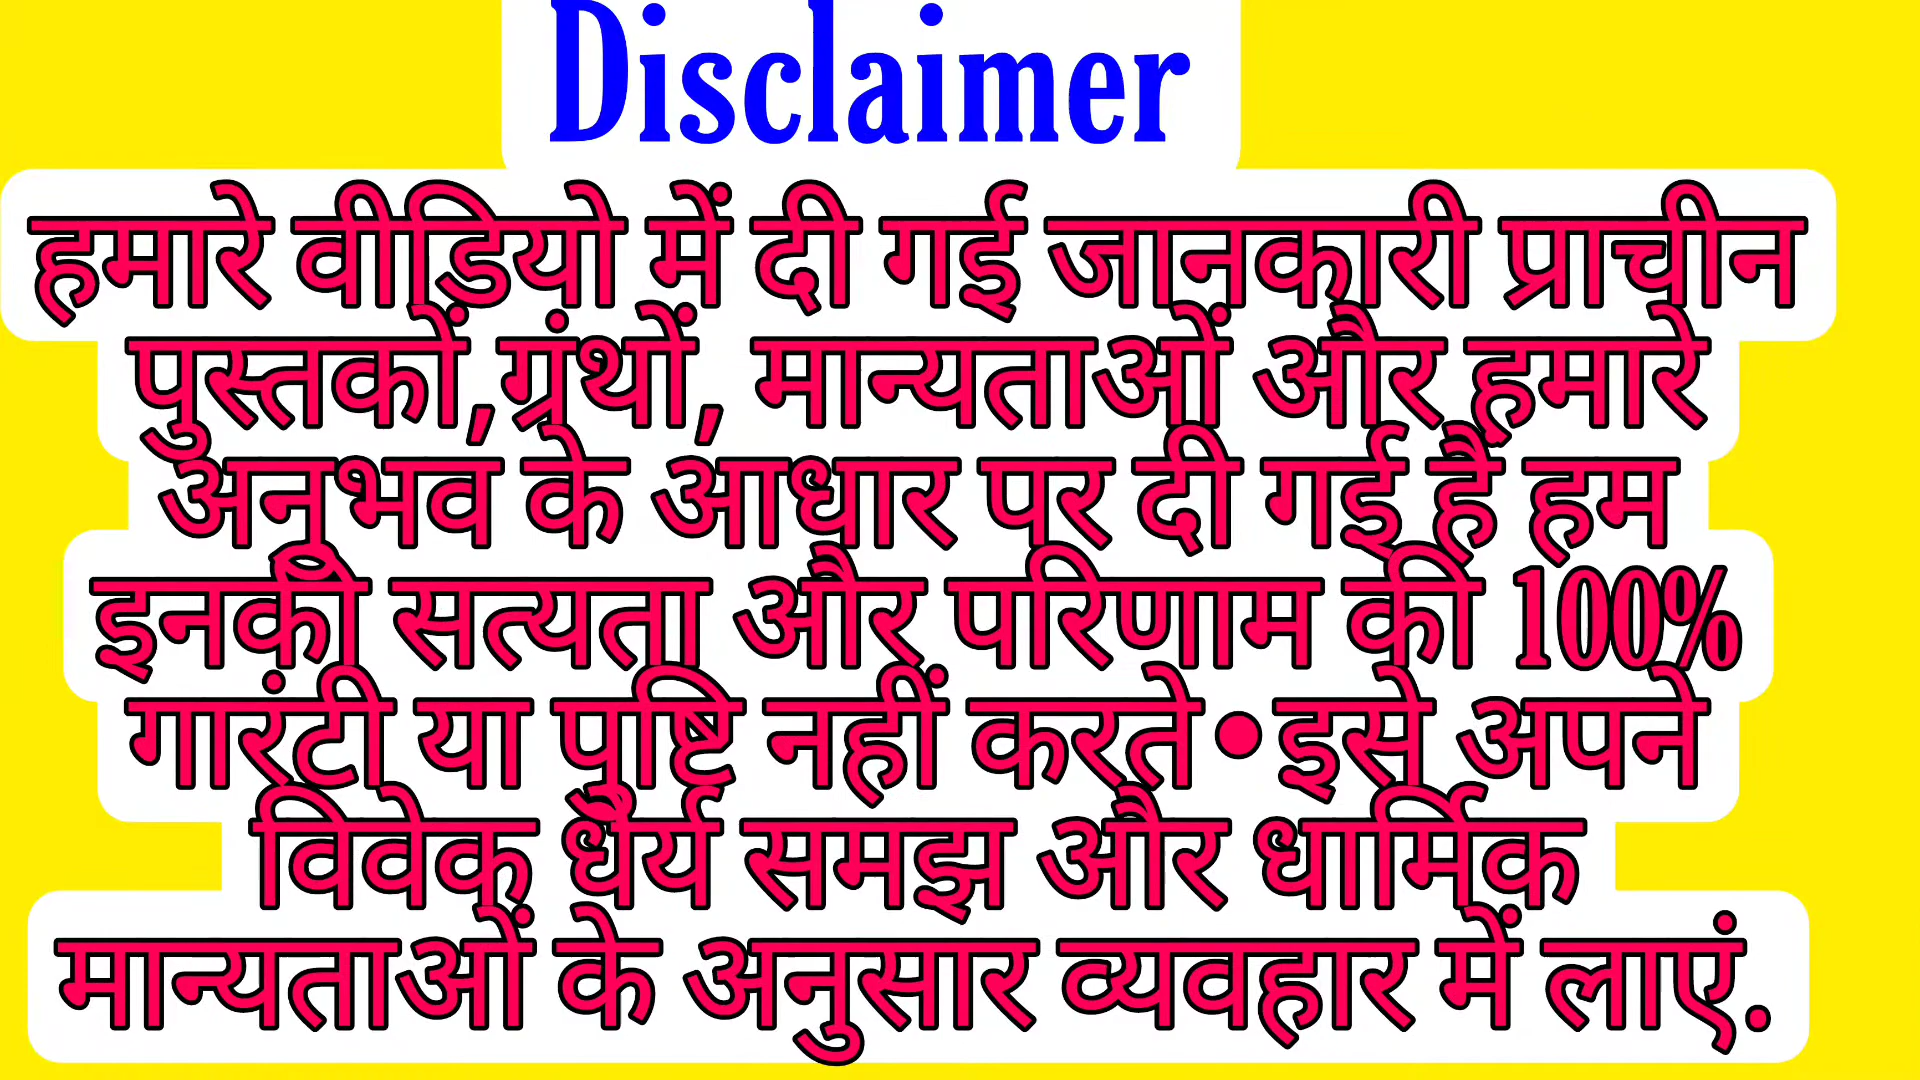 Disclaimer
हमारे वीडियो में दी गई जानकारी प्राचीन
पुस्तकों,ग्रंथों, मान्यताओं और हमारे
अनुभव के आधार पर दी गई है हम
इनकी सत्यता और परिणाम की 100%
गारंटी या पुष्टि नहीं करते•इसे अपने
विवेक धैर्य समझ और धार्मिक
मान्यताओं के अनुसार व्यवहार में लाएं.